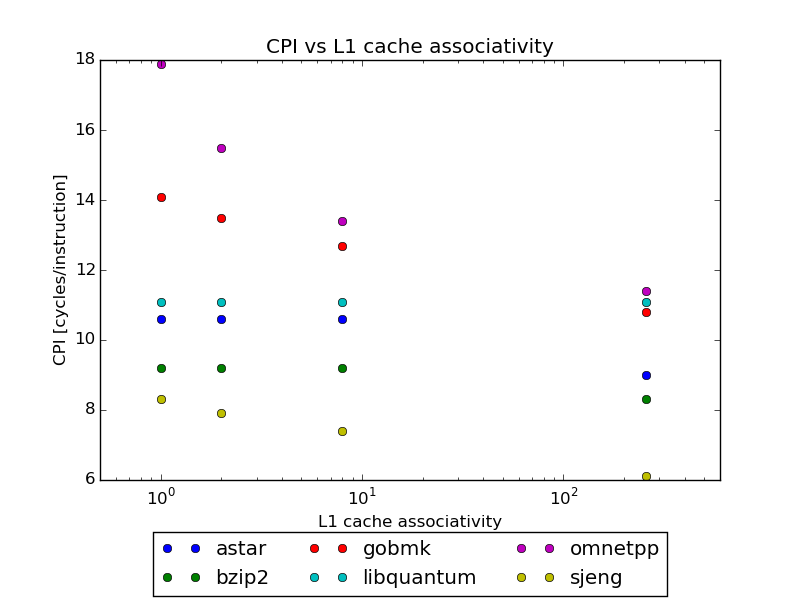 CPI vs L1 cache associativity
18
16
14
12
10
8
6
CPI [cycles/instruction]
10^0 10^1 10^2
L1 cache associativity
astar gobmk omnetpp
bzip2 libquantum sjeng